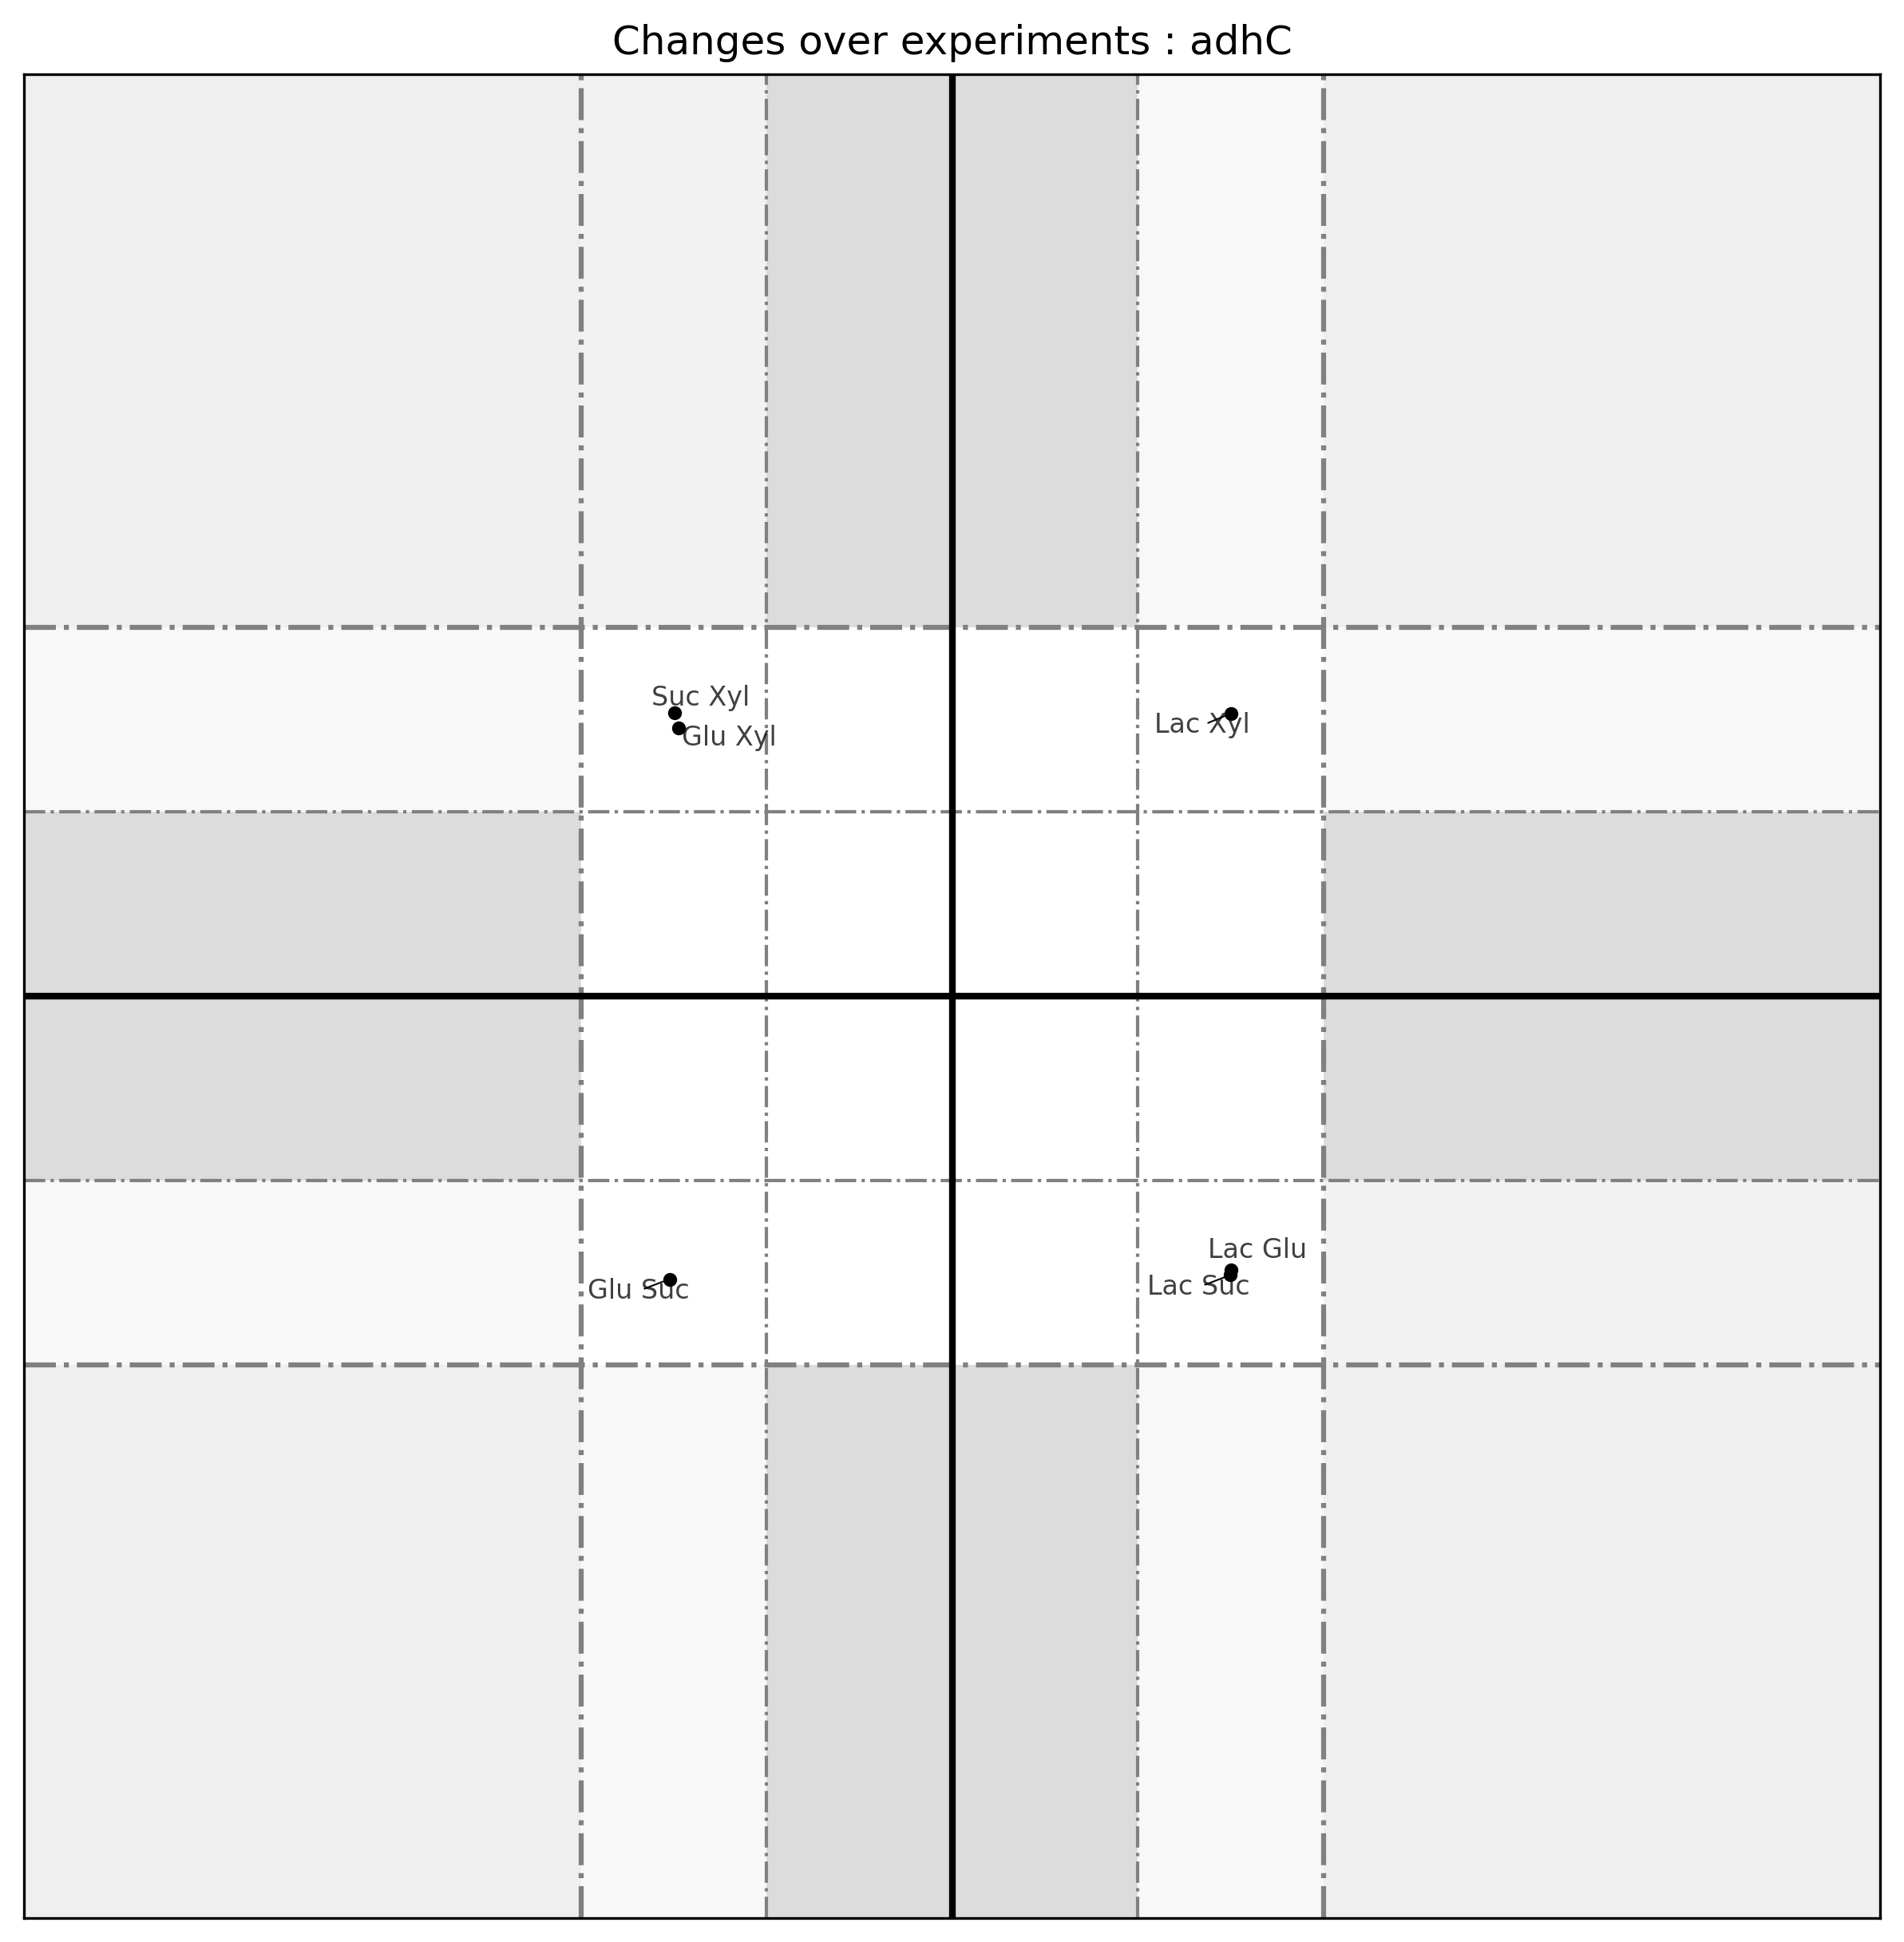 Changes over experiments : adhC
Suc Xyl
Glu Xyl
Lac Xyl
Lac Glu
Lac Suc
Glu Suc